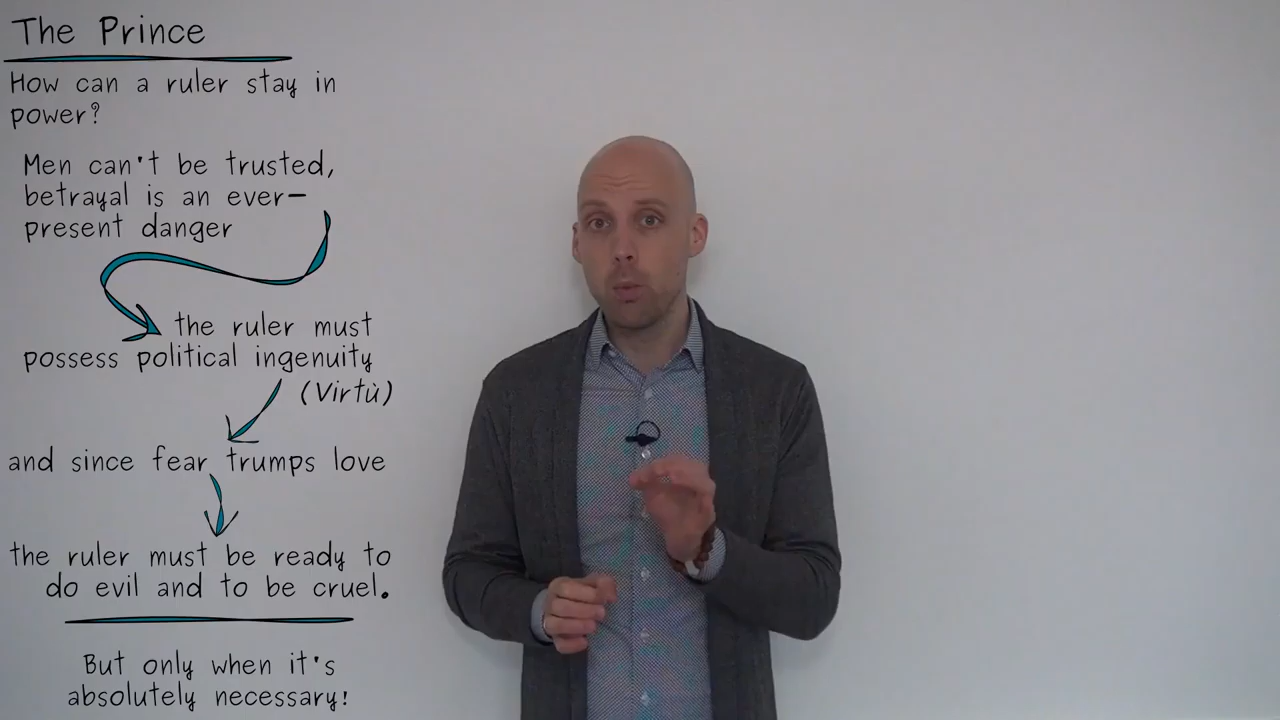 The Prince
How can a ruler stay in
power?
Men can't be trusted,
betrayal is an ever-
present danger
the ruler must
possess political ingenuity
(Virtù)
and since fear trumps love
the ruler must be ready to
do evil and to be cruel.
But only when it's
absolutely necessary!